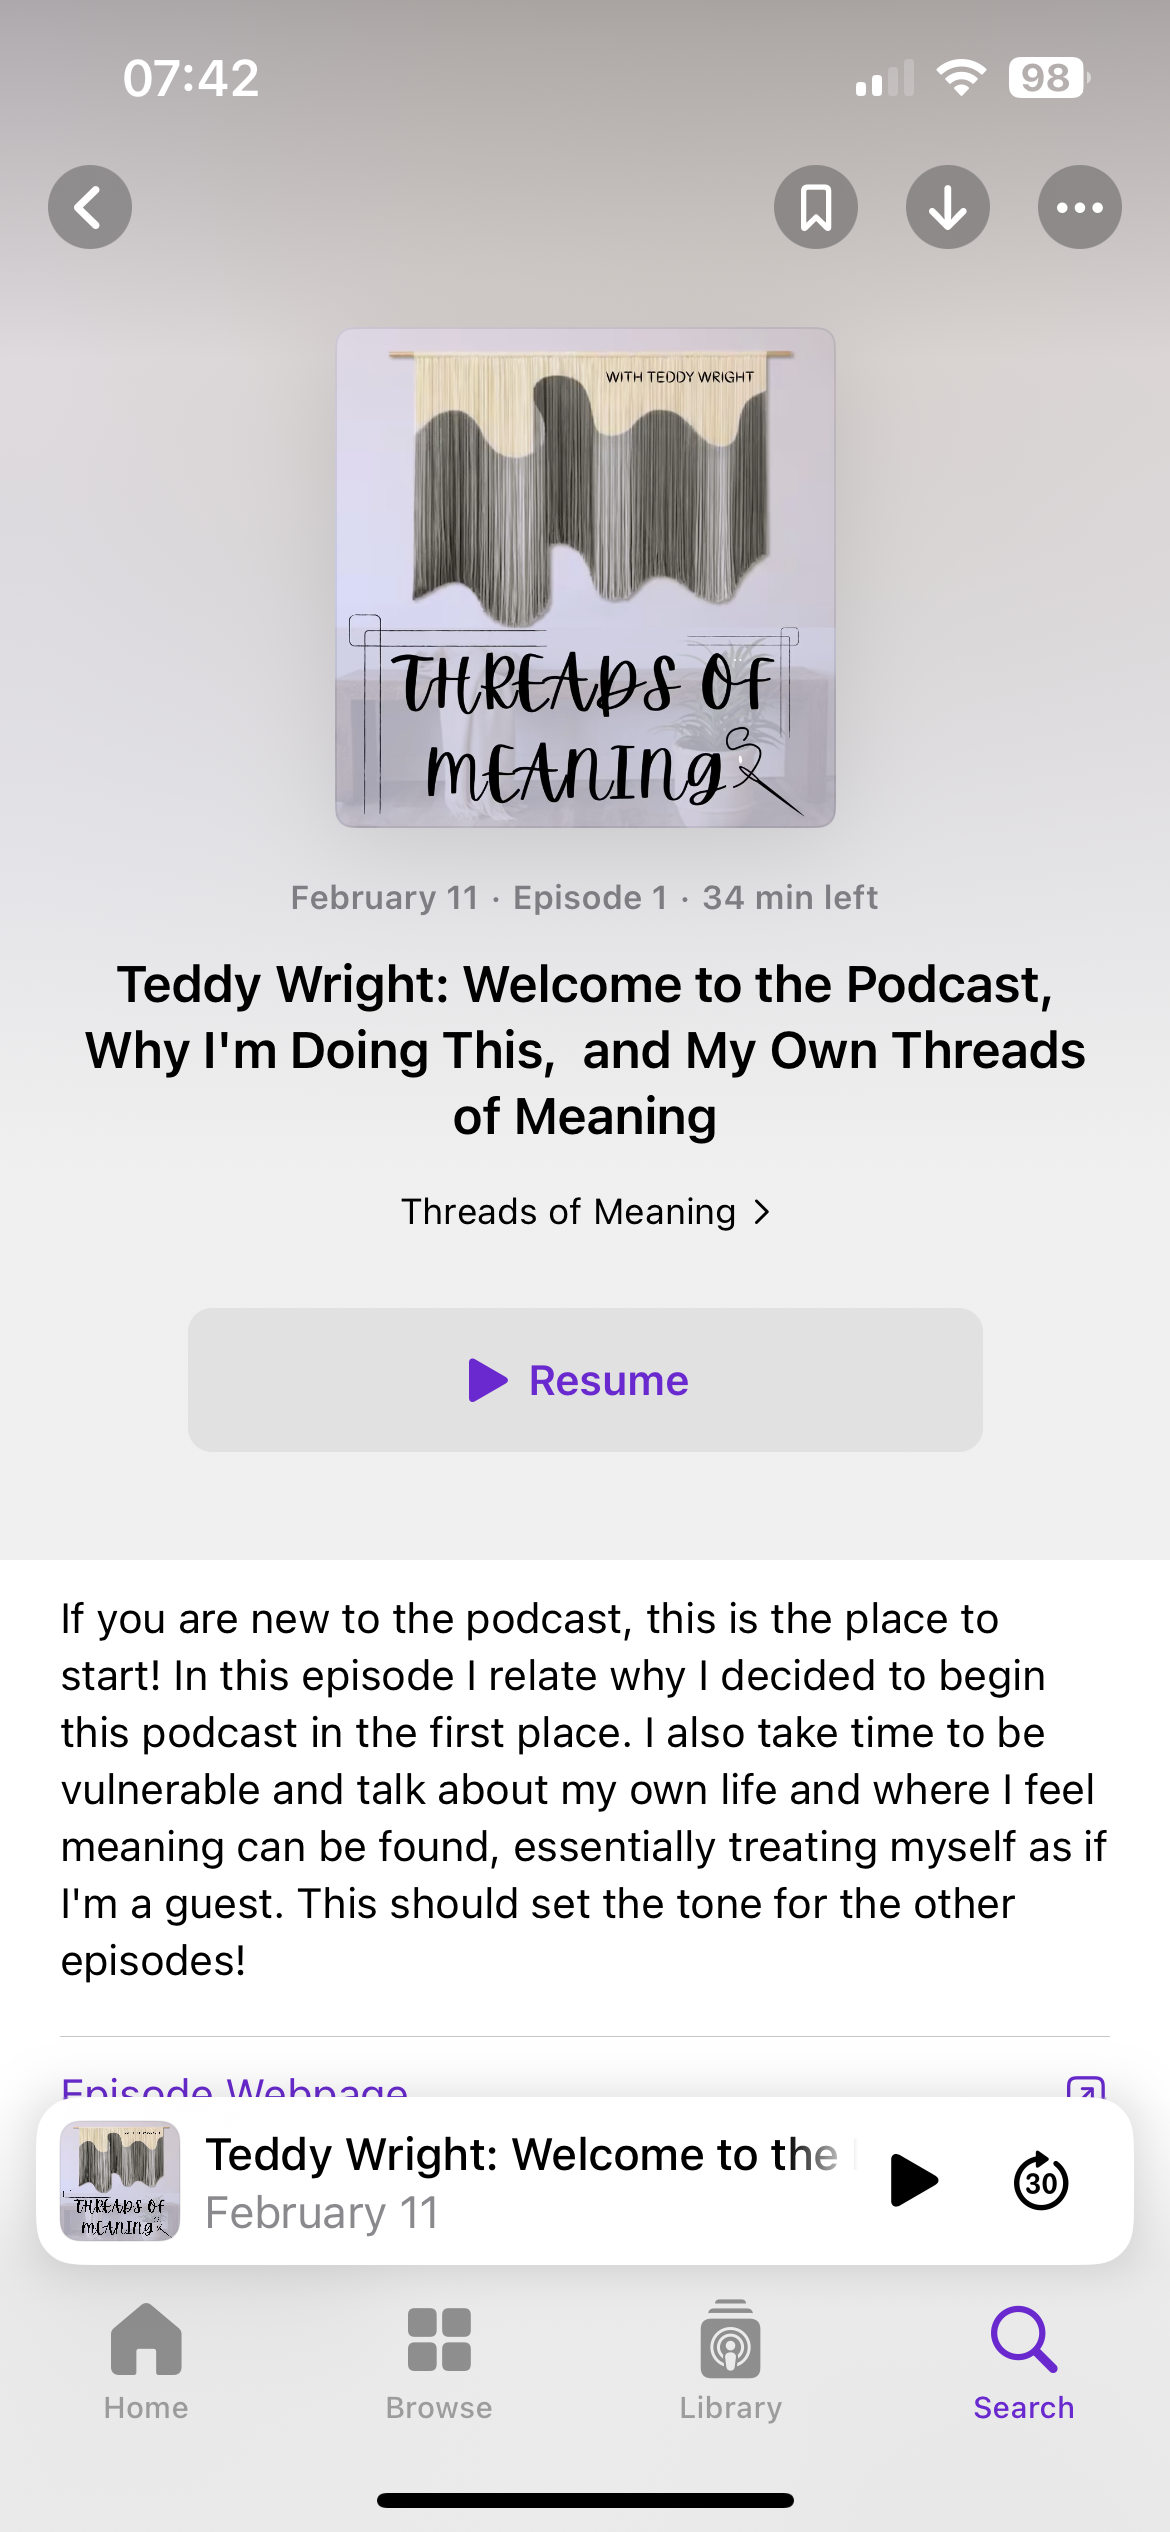 07:42
98
WITH TEDDY WRIGHT
THREADS OF
MEANING
February 11 · Episode 1 · 34 min left
Teddy Wright: Welcome to the Podcast,
Why I'm Doing This,  and My Own Threads
of Meaning
Threads of Meaning
Resume
If you are new to the podcast, this is the place to
start! In this episode I relate why I decided to begin
this podcast in the first place. I also take time to be
vulnerable and talk about my own life and where I feel
meaning can be found, essentially treating myself as if
I'm a guest. This should set the tone for the other
episodes!
Episode Webpage
THREADS OF
MEANING
Teddy Wright: Welcome to the
February 11
30
Home
Browse
Library
Search